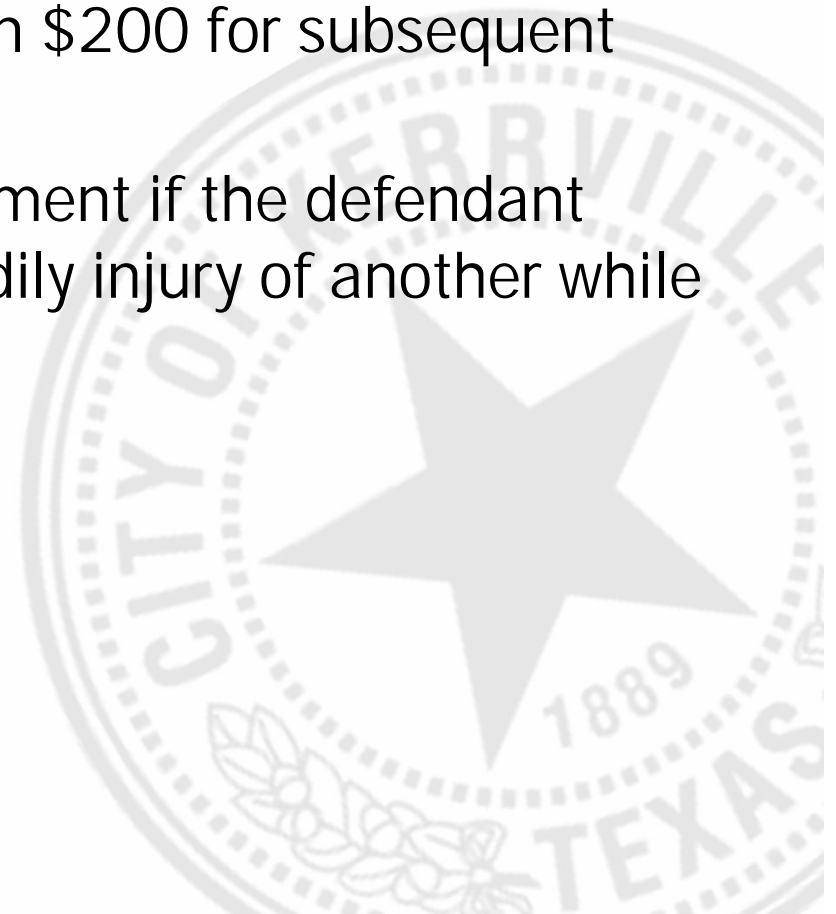 n $200 for subsequent
ment if the defendant
dily injury of another while
CITY OF KERRVILLE
1889
TEXAS